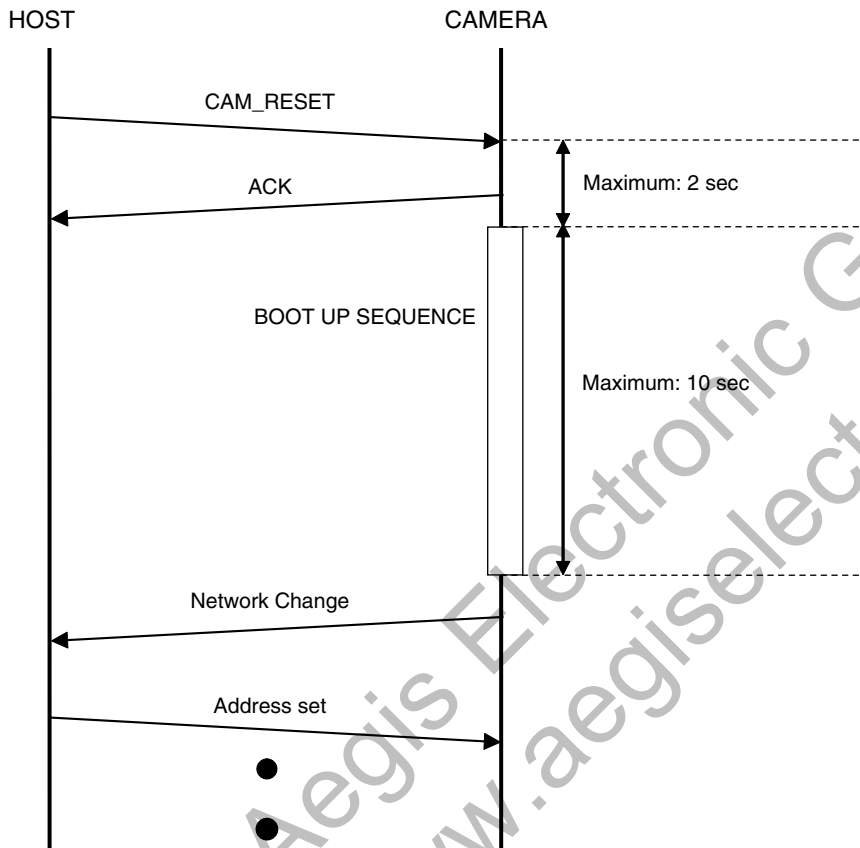 HOST
CAMERA
CAM_RESET
ACK
Maximum: 2 sec
BOOT UP SEQUENCE
Maximum: 10 sec
Network Change
Address set
Aegis Electronic G
ww.aegiselect